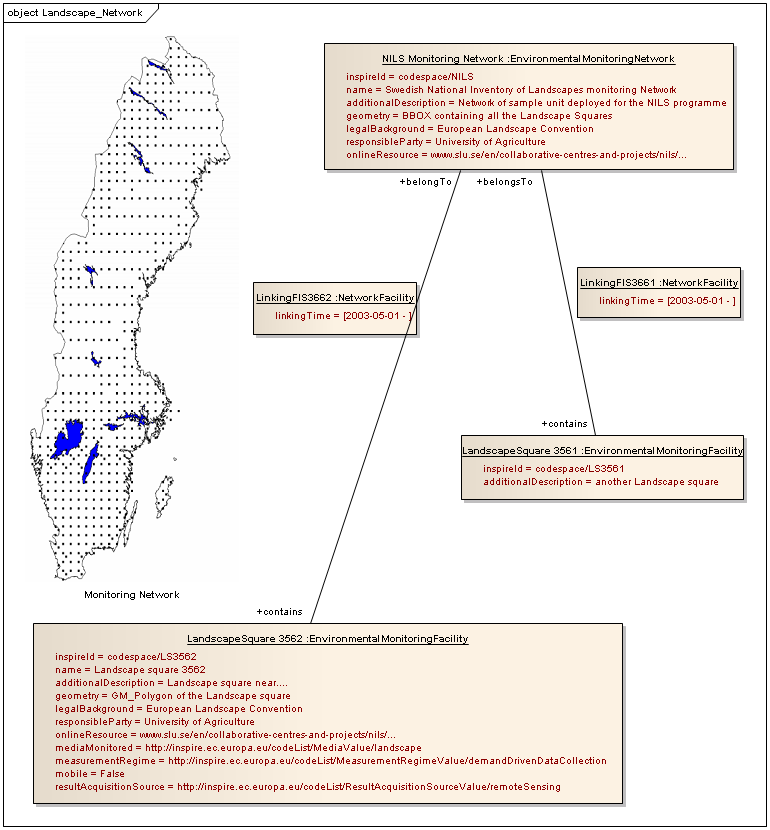 object Landscape_Network
NILS Monitoring Network :EnvironmentalMonitoringNetwork
inspireId = codespace/NILS
name = Swedish National Inventory of Landscapes monitoring Network
additionalDescription = Network of sample unit deployed for the NILS programme
geometry = BBOX containing all the Landscape Squares
legalBackground = European Landscape Convention
responsibleParty = University of Agriculture
onlineResource = www.slu.se/en/collaborative-centres-and-projects/nils/...
+belongTo
+belongsTo
LinkingFIS3662 :NetworkFacility
linkingTime = [2003-05-01 - ]
LinkingFIS3661 :NetworkFacility
linkingTime = [2003-05-01 - ]
+contains
LandscapeSquare 3561 :EnvironmentalMonitoringFacility
inspireId = codespace/LS3561
additionalDescription = another Landscape square
Monitoring Network
+contains
LandscapeSquare 3562 :EnvironmentalMonitoringFacility
inspireId = codespace/LS3562
name = Landscape square 3562
additionalDescription = Landscape square near....
geometry = GM_Polygon of the Landscape square
legalBackground = European Landscape Convention
responsibleParty = University of Agriculture
onlineResource = www.slu.se/en/collaborative-centres-and-projects/nils/...
mediaMonitored = http://inspire.ec.europa.eu/codeList/MediaValue/landscape
measurementRegime = http://inspire.ec.europa.eu/codeList/MeasurementRegimeValue/demandDrivenDataCollection
mobile = False
resultAcquisitionSource = http://inspire.ec.europa.eu/codeList/ResultAcquisitionSourceValue/remoteSensing